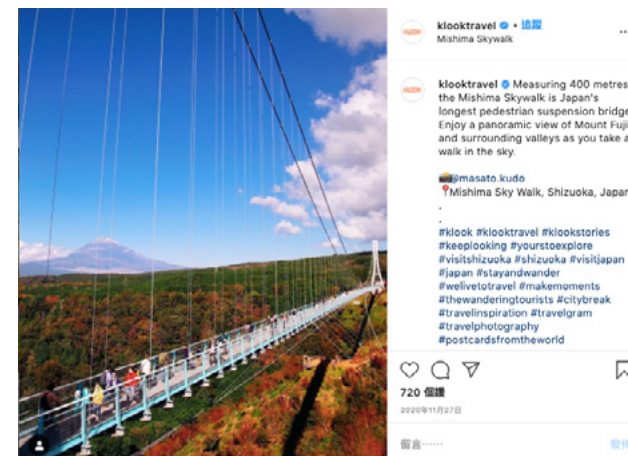 klooktravel • 追蹤
Mishima Skywalk
klooktravel Measuring 400 metres
the Mishima Skywalk is Japan's
longest pedestrian suspension bridge
Enjoy a panoramic view of Mount Fuji
and surrounding valleys as you take a
walk in the sky.
@masato.kudo
Mishima Sky Walk, Shizuoka, Japan
.
.
#klook #klooktravel #klookstories
#keeplooking #yourstoexplore
#visitshizuoka #shizuoka #visitjapan
#japan #stayandwander
#welivetotravel #makemoments
#thewanderingtourists #citybreak
#travelinspiration #travelgram
#travelphotography
#postcardsfromtheworld
720 個讚
2020年11月27日
留言……